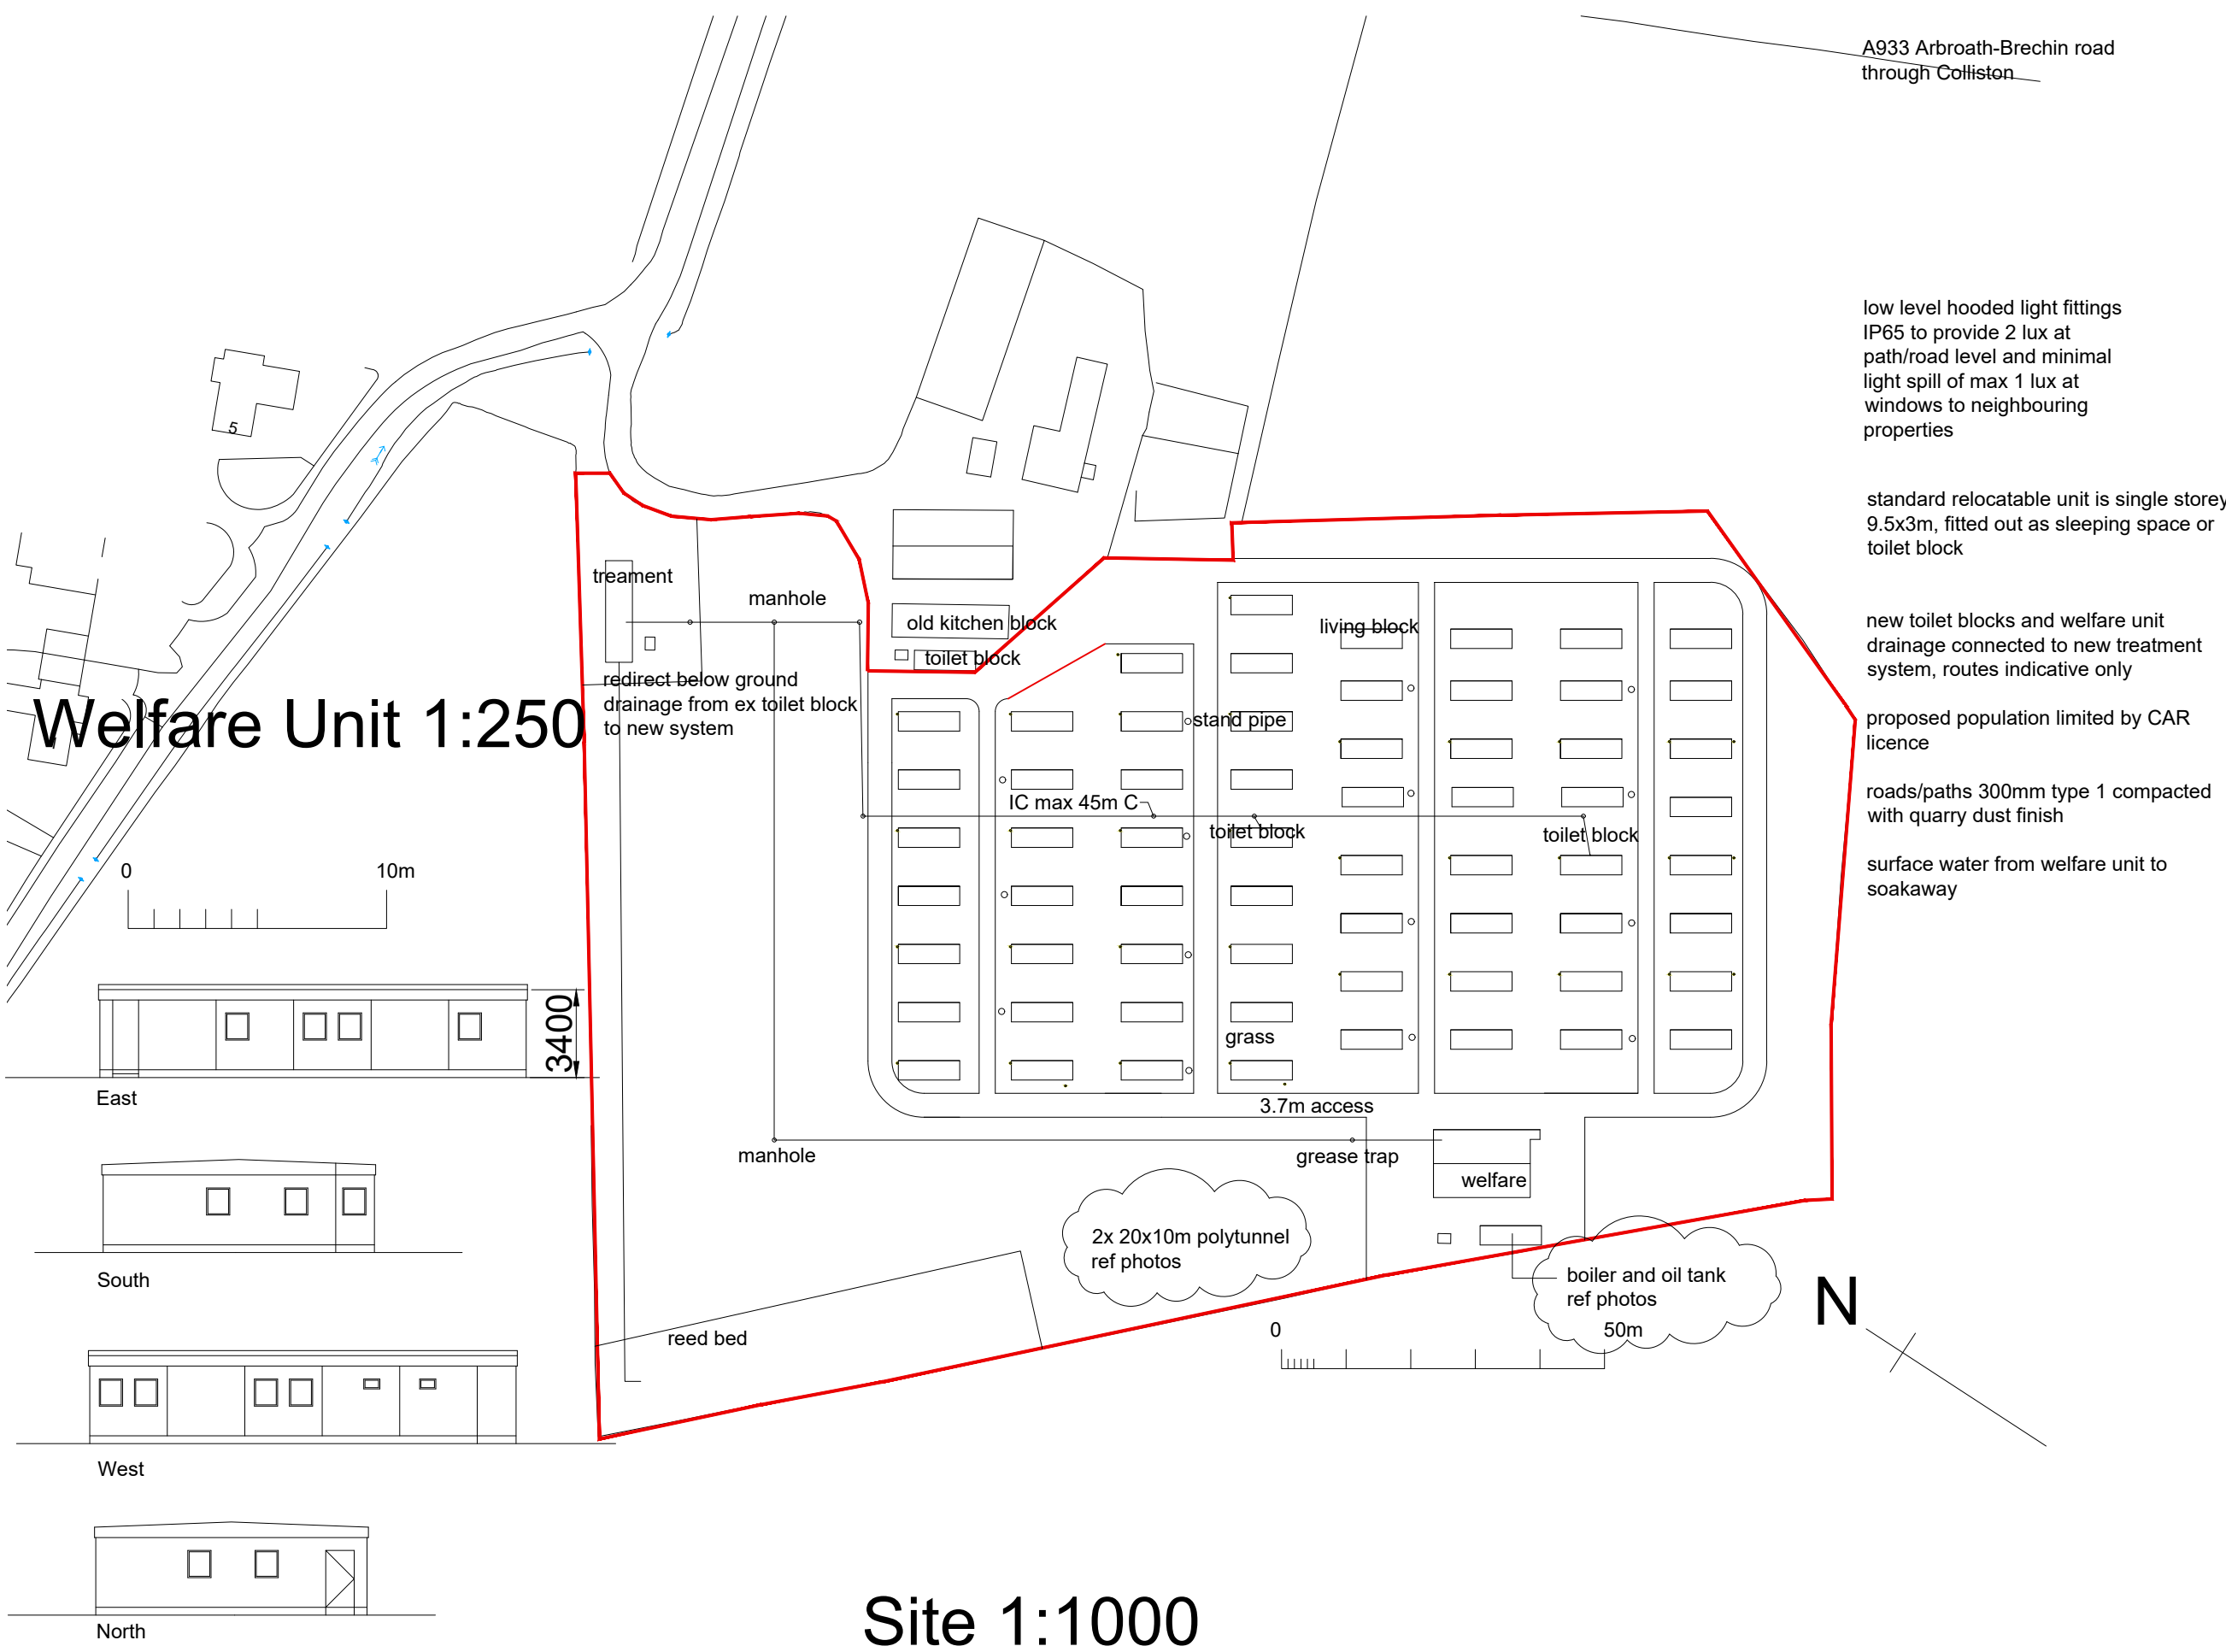 A933 Arbroath-Brechin road
through Colliston
low level hooded light fittings
IP65 to provide 2 lux at
path/road level and minimal
light spill of max 1 lux at
windows to neighbouring
properties
standard relocatable unit is single storey
9.5x3m, fitted out as sleeping space or
toilet block
new toilet blocks and welfare unit
drainage connected to new treatment
system, routes indicative only
proposed population limited by CAR
licence
roads/paths 300mm type 1 compacted
with quarry dust finish
surface water from welfare unit to
soakaway
5
treament
manhole
old kitchen block
toilet block
living block
redirect below ground
drainage from ex toilet block
to new system
stand pipe
IC max 45m C
toilet block
toilet block
grass
3.7m access
manhole
grease trap
welfare
2x 20x10m polytunnel
ref photos
boiler and oil tank
ref photos
reed bed
0
50m
N
Welfare Unit 1:250
0
10m
3400
East
South
West
North
Site 1:1000